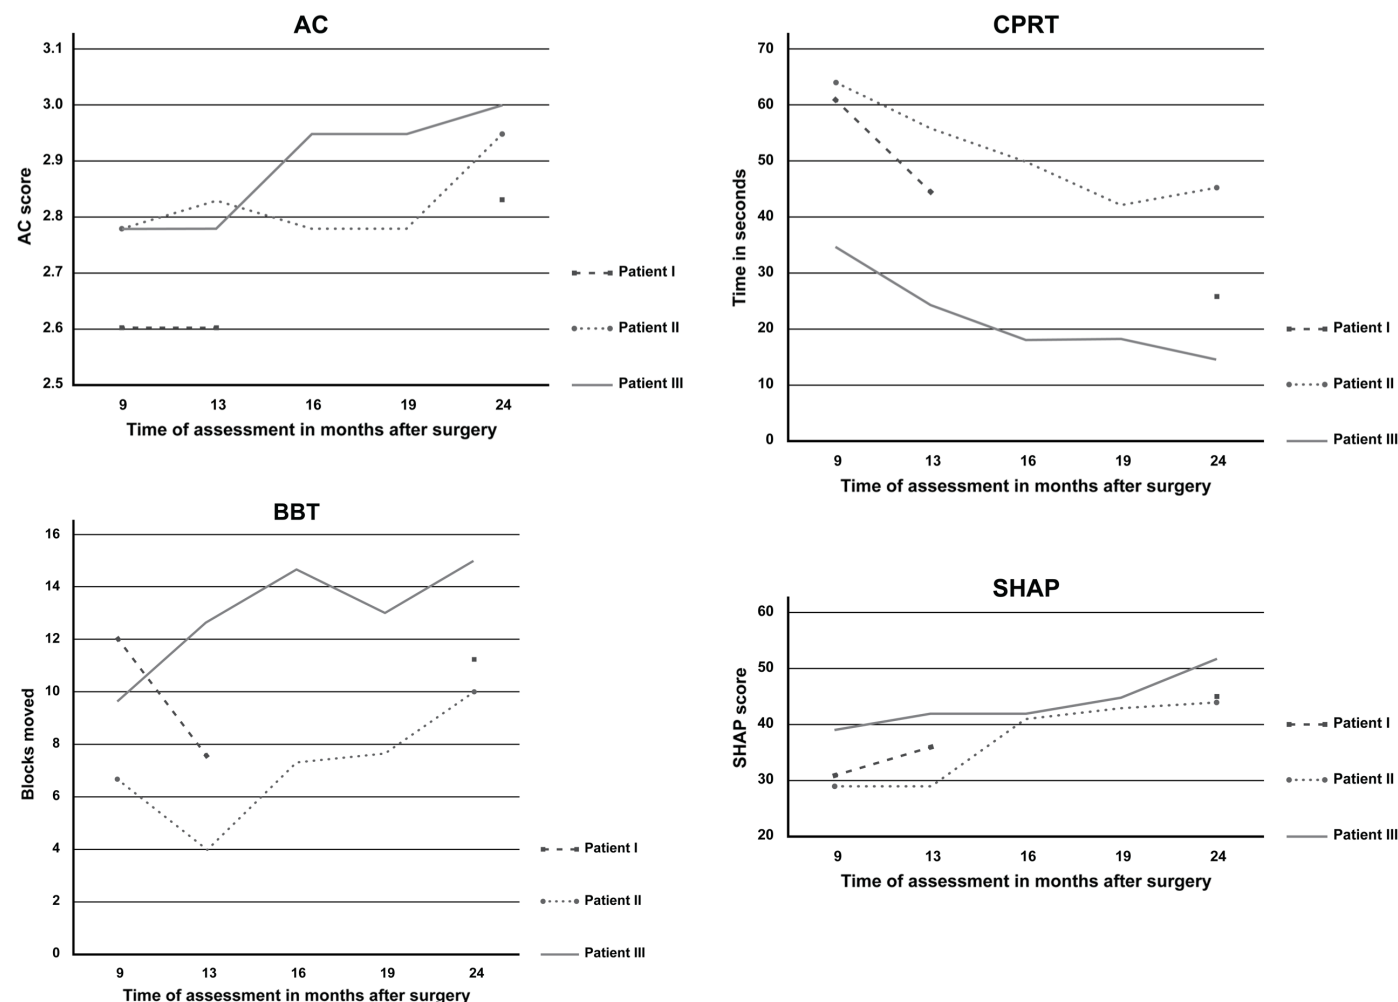 AC
3.1
3.0
2.9
2.8
2.7
2.6
2.5
AC score
9 13 16 19 24
Time of assessment in months after surgery
Patient I
Patient II
Patient III
CPRT
70
60
50
40
30
20
10
0
Time in seconds
9 13 16 19 24
Time of assessment in months after surgery
Patient I
Patient II
Patient III
BBT
16
14
12
10
8
6
4
2
0
Blocks moved
9 13 16 19 24
Time of assessment in months after surgery
Patient I
Patient II
Patient III
SHAP
60
50
40
30
20
SHAP score
9 13 16 19 24
Time of assessment in months after surgery
Patient I
Patient II
Patient III